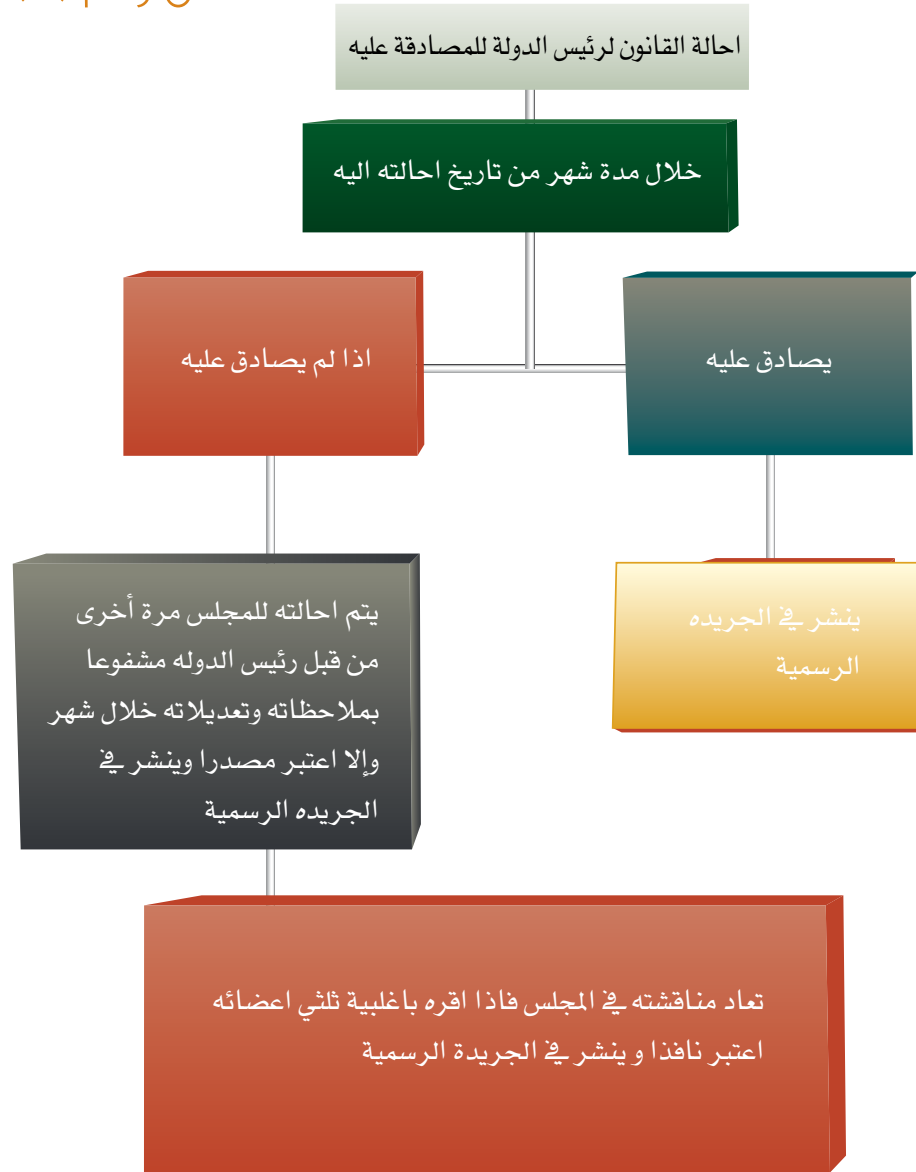 احالة القانون لرئيس الدولة للمصادقة عليه
خلال مدة شهر من تاريخ احالته اليه
يصادق عليه
اذا لم يصادق عليه
ينشر في الجريده
الرسمية
يتم احالته للمجلس مرة أخرى
من قبل رئيس الدوله مشفوعا
بملاحظاته وتعديلاته خلال شهر
وإلا اعتبر مصدرا وينشر في
الجريده الرسمية
تعاد مناقشته في المجلس فاذا اقره باغلبية ثلثي اعضائه
اعتبر نافذا و ينشر في الجريدة الرسمية